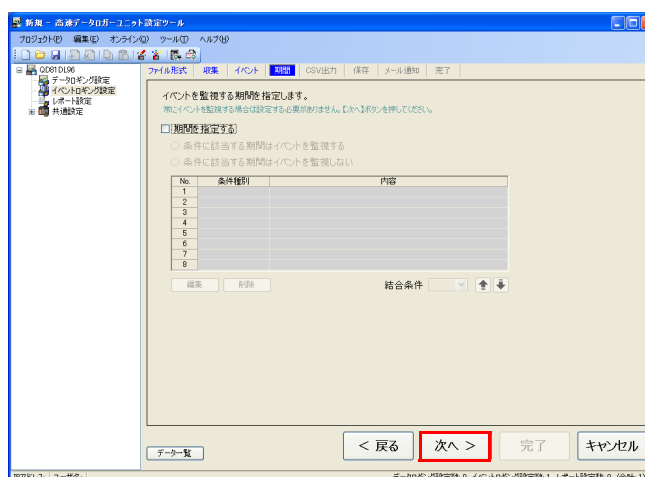 新規 - 高速データロガーユニット設定ツール
プロジェクト(P) 編集(E) オンライン(O) ツール(T) ヘルプ(H)
QD81DL96
データロギング設定
イベントロギング設定
レポート設定
共通設定
ファイル形式 収集 イベント 期間 CSV出力 保存 メール通知 完了
イベントを監視する期間を指定します。
常にイベントを監視する場合は設定する必要がありません。【次へ】ボタンを押してください。
期間を指定する
条件に該当する期間はイベントを監視する
条件に該当する期間はイベントを監視しない
No. 条件種別 内容
1
2
3
4
5
6
7
8
編集 削除 結合条件
データ一覧 < 戻る 次へ > 完了 キャンセル